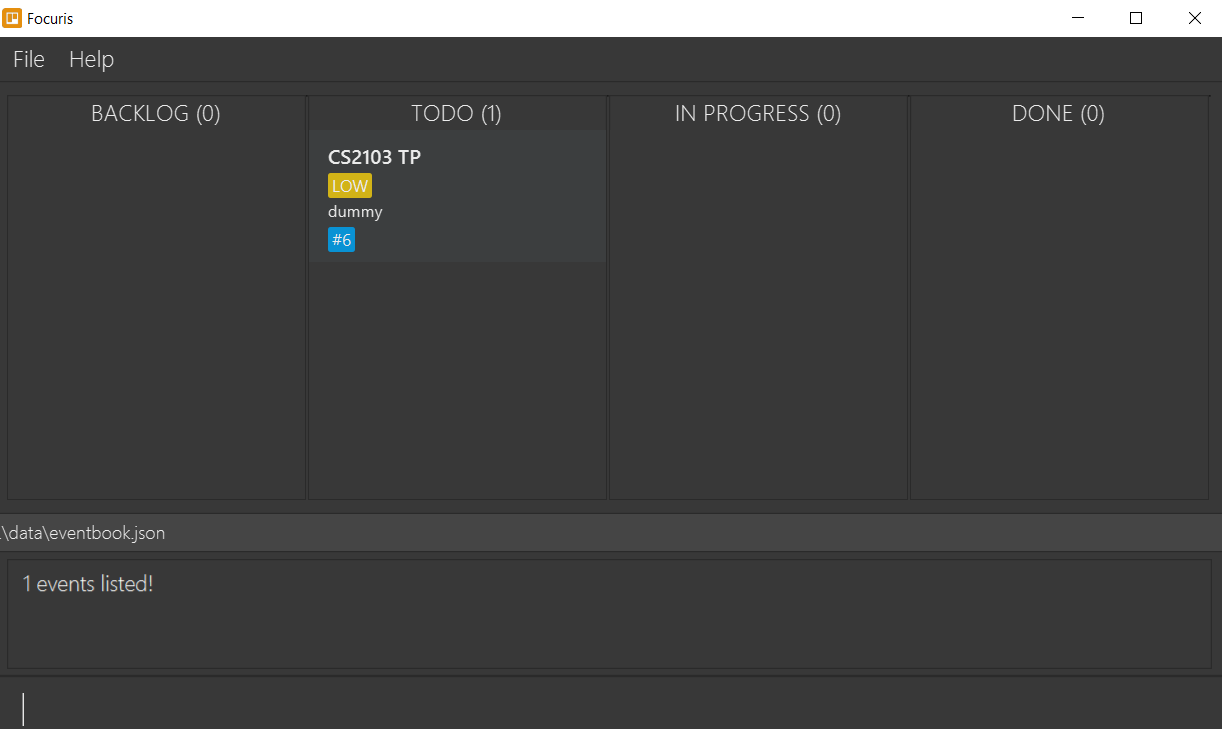 Focuris
File Help
BACKLOG (0) TODO (1) IN PROGRESS (0) DONE (0)
CS2103 TP
LOW
dummy
#6
.\data\eventbook.json
1 events listed!